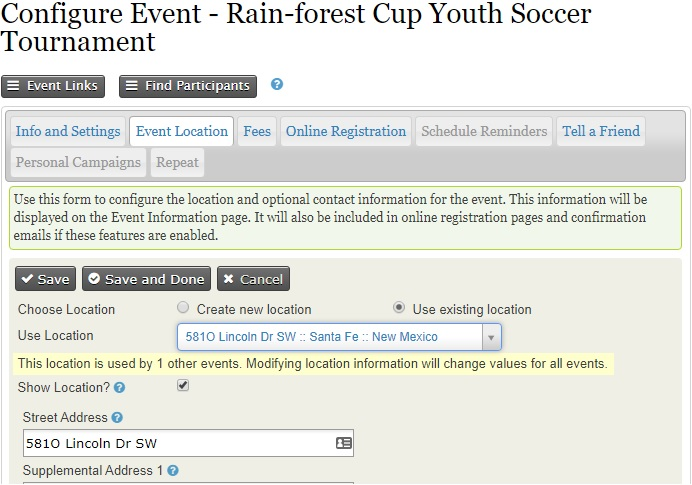 Configure Event - Rain-forest Cup Youth Soccer
Tournament
Event Links Find Participants ?
Info and Settings Event Location Fees Online Registration Schedule Reminders Tell a Friend
Personal Campaigns Repeat
Use this form to configure the location and optional contact information for the event. This information will be
displayed on the Event Information page. It will also be included in online registration pages and confirmation
emails if these features are enabled.
Save Save and Done Cancel
Choose Location Create new location Use existing location
Use Location 581O Lincoln Dr SW :: Santa Fe :: New Mexico
This location is used by 1 other events. Modifying location information will change values for all events.
Show Location? ?
Street Address ?
581O Lincoln Dr SW
Supplemental Address 1 ?